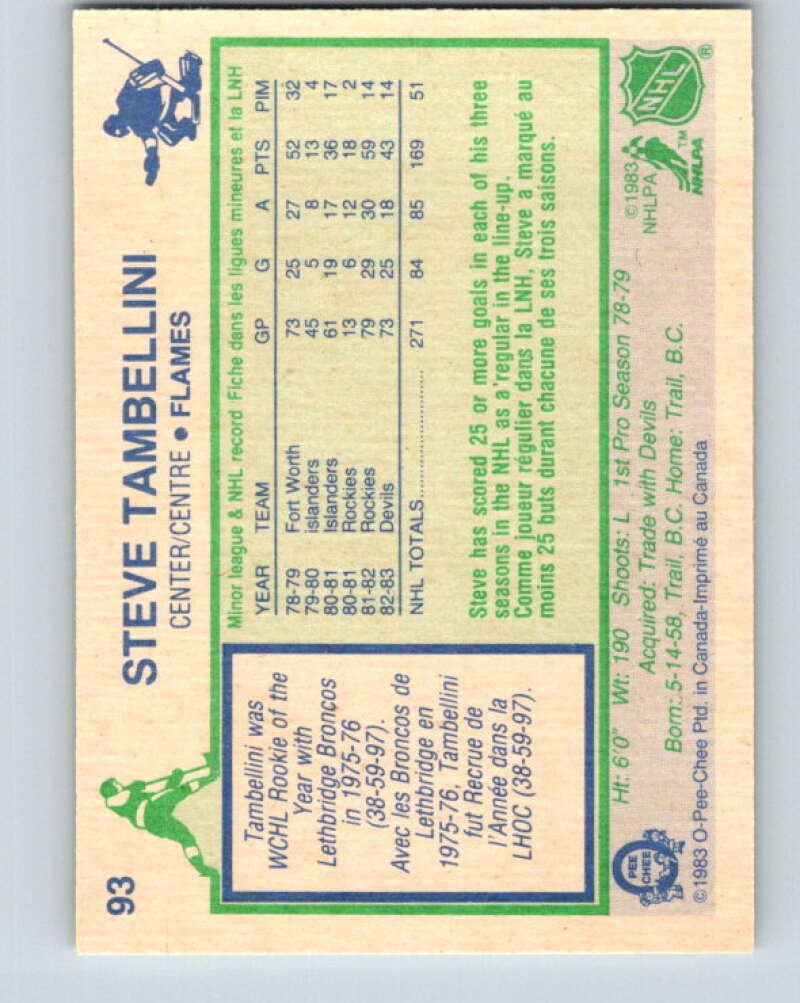 93
STEVE TAMBELLINI
CENTER/CENTRE • FLAMES
Tambellini was
WCHL Rookie of the
Year with
Lethbridge Broncos
in 1975-76
(38-59-97).
Avec les Broncos de
Lethbridge en
1975-76, Tambellini
fut Recrue de
l'Année dans la
LHOC (38-59-97).
Minor league & NHL record/Fiche dans les ligues mineures et la LNH
YEAR TEAM GP G A PTS PIM
78-79 Fort Worth 73 25 27 52 32
79-80 islanders 45 5 8 13 4
80-81 Islanders 61 19 17 36 17
80-81 Rockies 13 6 12 18 2
81-82 Rockies 79 29 30 59 14
82-83 Devils 73 25 18 43 14
NHL TOTALS 271 84 85 169 51
Steve has scored 25 or more goals in each of his three
seasons in the NHL as a regular in the line-up.
Comme joueur régulier dans la LNH, Steve a marqué au
moins 25 buts durant chacune de ses trois saisons.
Ht: 6'0" Wt: 190 Shoots: L 1st Pro Season 78-79
Acquired: Trade with Devils
Born: 5-14-58, Trail, B.C. Home: Trail, B.C.
©1983 O-Pee-Chee Ptd. in Canada-Imprimé au Canada
PEE
CHEE
©1983
NHLPA
NHL
®
TM
NHLPA